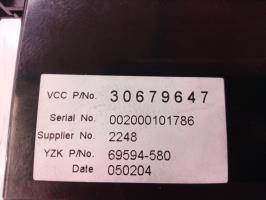 VCC P/No. 30679647
Serial No. 002000101786
Supplier No. 2248
YZK P/No. 69594-580
Date 050204